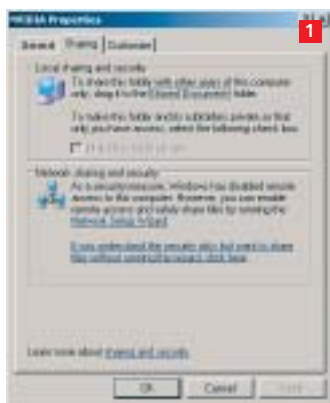 NVIDIA Properties
1
General Sharing Customize
Local sharing and security
To share this folder with other users of this computer
only, drag it to the Shared Documents folder.
To make this folder and its subfolders private so that
only you have access, select the following check box.
Network sharing and security
As a security measure, Windows has disabled remote
access to this computer. However, you can enable
remote access and safely share files by running the
Network Setup Wizard.
If you understand the security risks but want to share
files without running the wizard, click here.
Learn more about sharing and security.
OK Cancel Apply